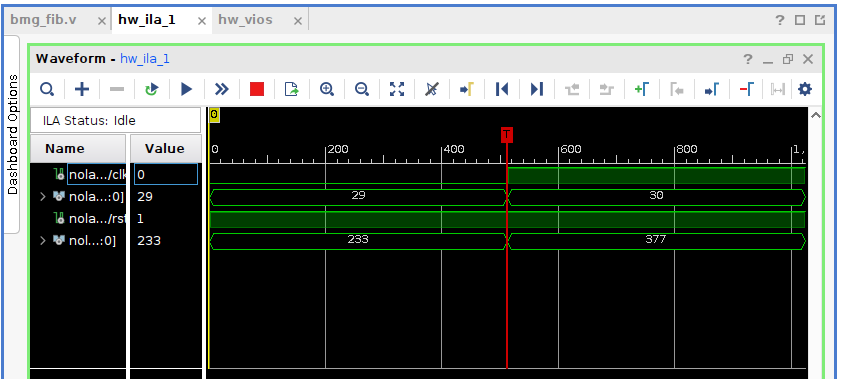 bmg_fib.v × hw_ila_1 × hw_vios × ?
Dashboard Options
Waveform - hw_ila_1 ?
ILA Status: Idle
Name Value
0
T
0 200 400 600 800 1,
nola.../clk 0
nola...:0] 29 29 30
nola.../rst 1
nol...:0] 233 233 377